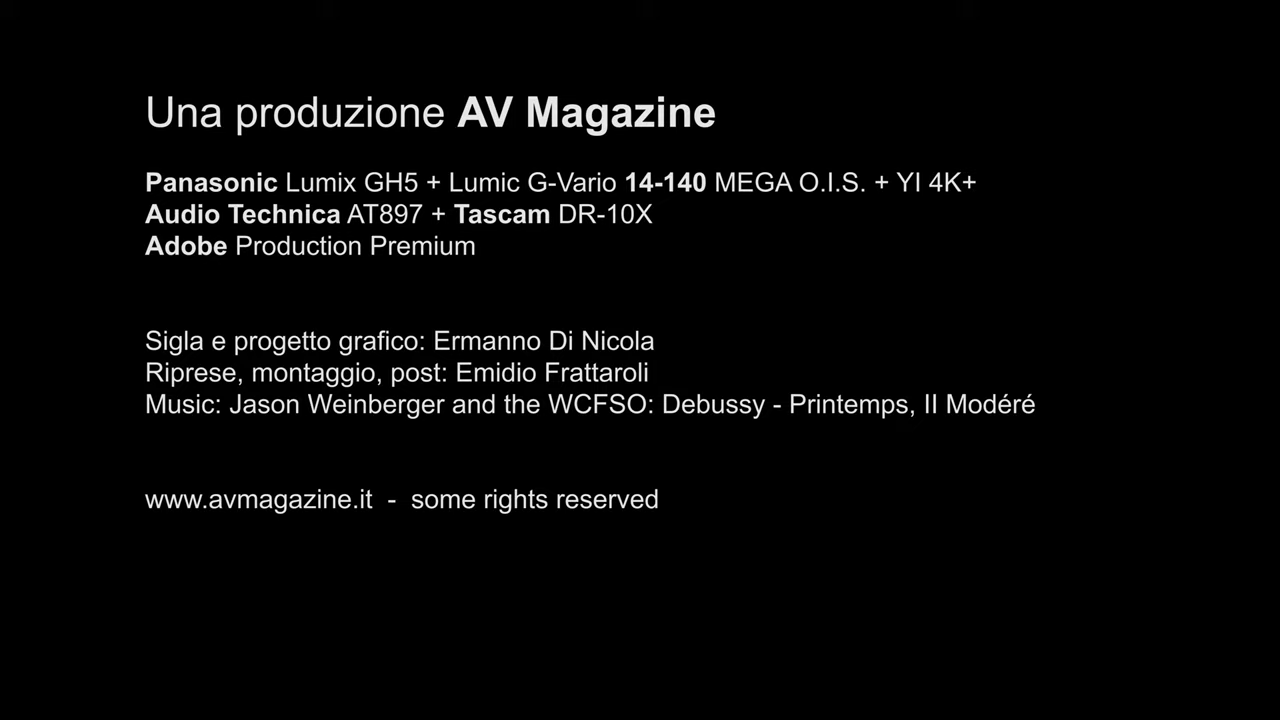 Una produzione AV Magazine
Panasonic Lumix GH5 + Lumic G-Vario 14-140 MEGA O.I.S. + YI 4K+
Audio Technica AT897 + Tascam DR-10X
Adobe Production Premium
Sigla e progetto grafico: Ermanno Di Nicola
Riprese, montaggio, post: Emidio Frattaroli
Music: Jason Weinberger and the WCFSO: Debussy - Printemps, II Modéré
www.avmagazine.it - some rights reserved